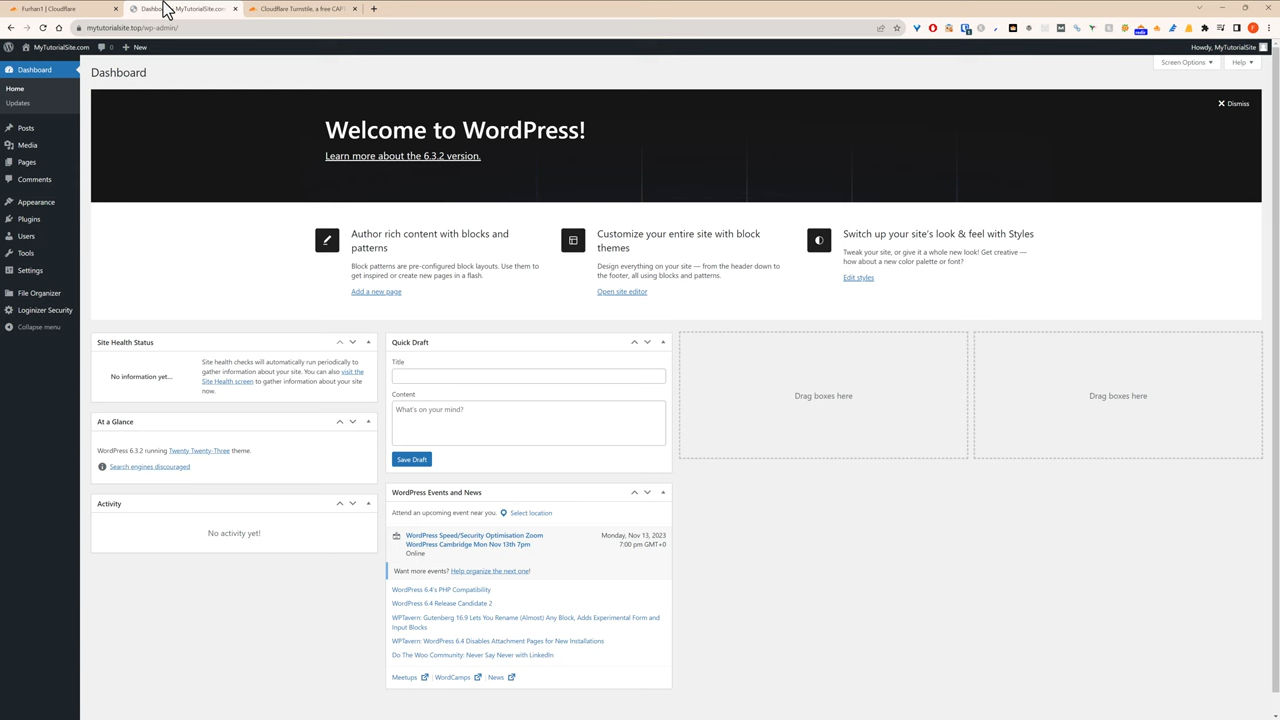 Furhan1 | Cloudflare
Dashboard MyTutorialSite.com
Cloudflare Turnstile, a free CAPT
mytutorialsite.top/wp-admin/
MyTutorialSite.com
0
New
Howdy, MyTutorialSite
Dashboard
Home
Updates
Posts
Media
Pages
Comments
Appearance
Plugins
Users
Tools
Settings
File Organizer
Loginizer Security
Collapse menu
Dashboard
Screen Options
Help
Dismiss
Welcome to WordPress!
Learn more about the 6.3.2 version.
Author rich content with blocks and
patterns
Block patterns are pre-configured block layouts. Use them to
get inspired or create new pages in a flash.
Add a new page
Customize your entire site with block
themes
Design everything on your site — from the header down to
the footer, all using blocks and patterns.
Open site editor
Switch up your site's look & feel with Styles
Tweak your site, or give it a whole new look! Get creative —
how about a new color palette or font?
Edit styles
Site Health Status
No information yet...
Site health checks will automatically run periodically to
gather information about your site. You can also visit the
Site Health screen to gather information about your site
now.
At a Glance
WordPress 6.3.2 running Twenty Twenty-Three theme.
Search engines discouraged
Activity
No activity yet!
Quick Draft
Title
Content
What's on your mind?
Save Draft
WordPress Events and News
Attend an upcoming event near you. Select location
WordPress Speed/Security Optimisation Zoom
WordPress Cambridge Mon Nov 13th 7pm
Online
Monday, Nov 13, 2023
7:00 pm GMT+0
Want more events? Help organize the next one!
WordPress 6.4's PHP Compatibility
WordPress 6.4 Release Candidate 2
WPTavern: Gutenberg 16.9 Lets You Rename (Almost) Any Block, Adds Experimental Form and
Input Blocks
WPTavern: WordPress 6.4 Disables Attachment Pages for New Installations
Do The Woo Community: Never Say Never with LinkedIn
Meetups
WordCamps
News
Drag boxes here
Drag boxes here